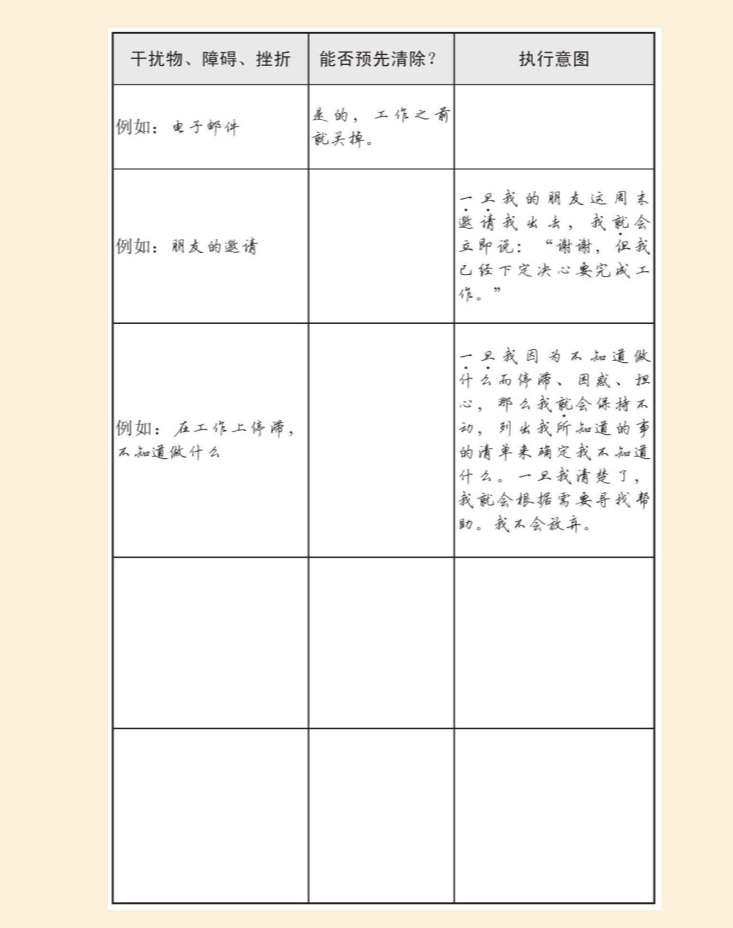 干扰物、障碍、挫折
能否预先清除？
执行意图
例如：电子邮件
是的，工作之前
就关掉。
例如：朋友的邀请
一旦我的朋友这周末
邀请我出去，我就会
立即说：“谢谢，但我
已经下定决心要完成工
作。”
例如：在工作上停滞，
不知道做什么
一旦我因为不知道做
什么而停滞、困惑、担
心，那么我就会保持不
动，列出我所知道的事
的清单来确定我不知道
什么。一旦我清楚了，
我就会根据需要寻找帮
助。我不会放弃。